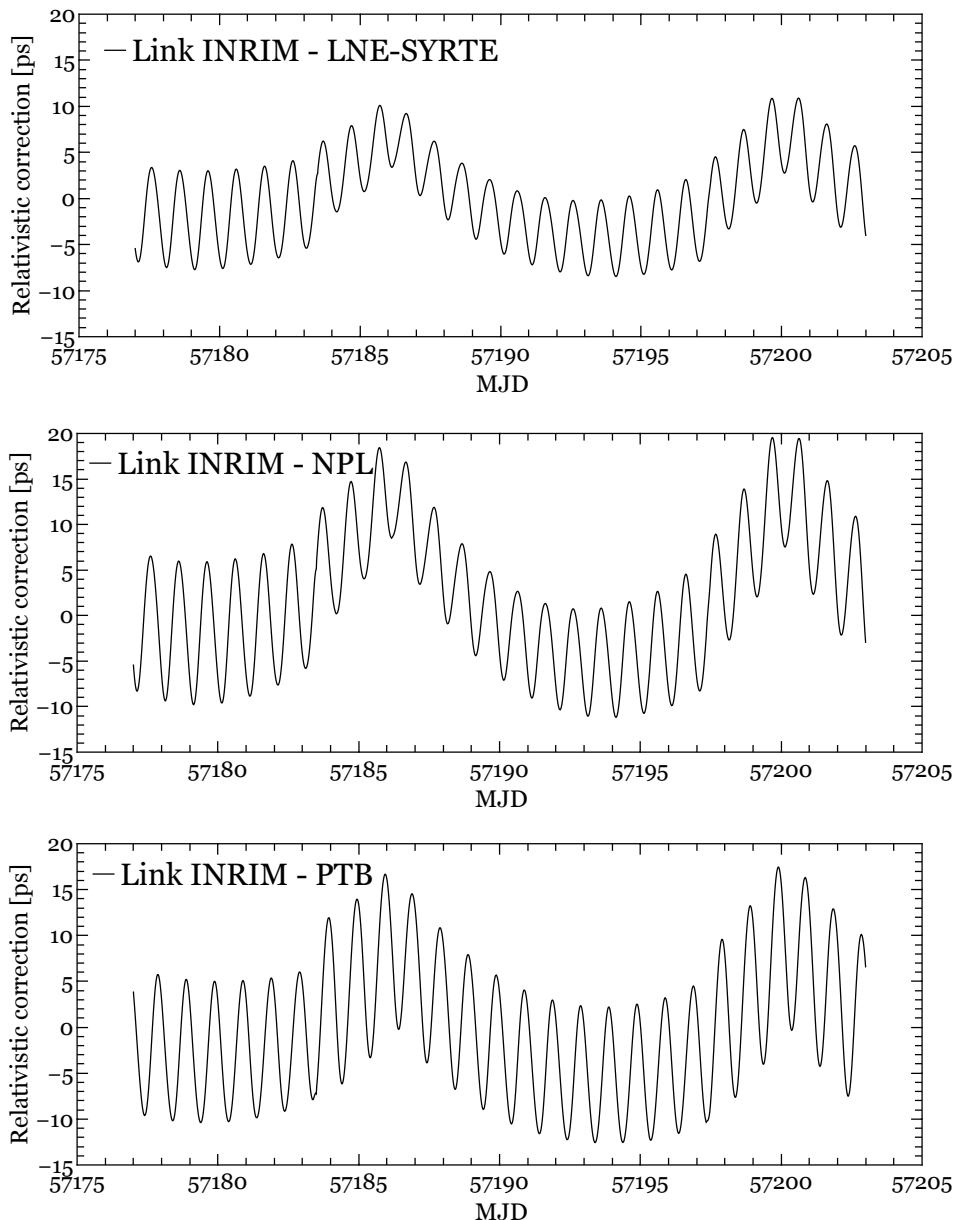 20
— Link INRIM - LNE-SYRTE
15
10
5
0
−5
−10
−15
Relativistic correction [ps]
57175 57180 57185 57190 57195 57200 57205
MJD
20
— Link INRIM - NPL
15
10
5
0
−5
−10
−15
Relativistic correction [ps]
57175 57180 57185 57190 57195 57200 57205
MJD
20
— Link INRIM - PTB
15
10
5
0
−5
−10
−15
Relativistic correction [ps]
57175 57180 57185 57190 57195 57200 57205
MJD